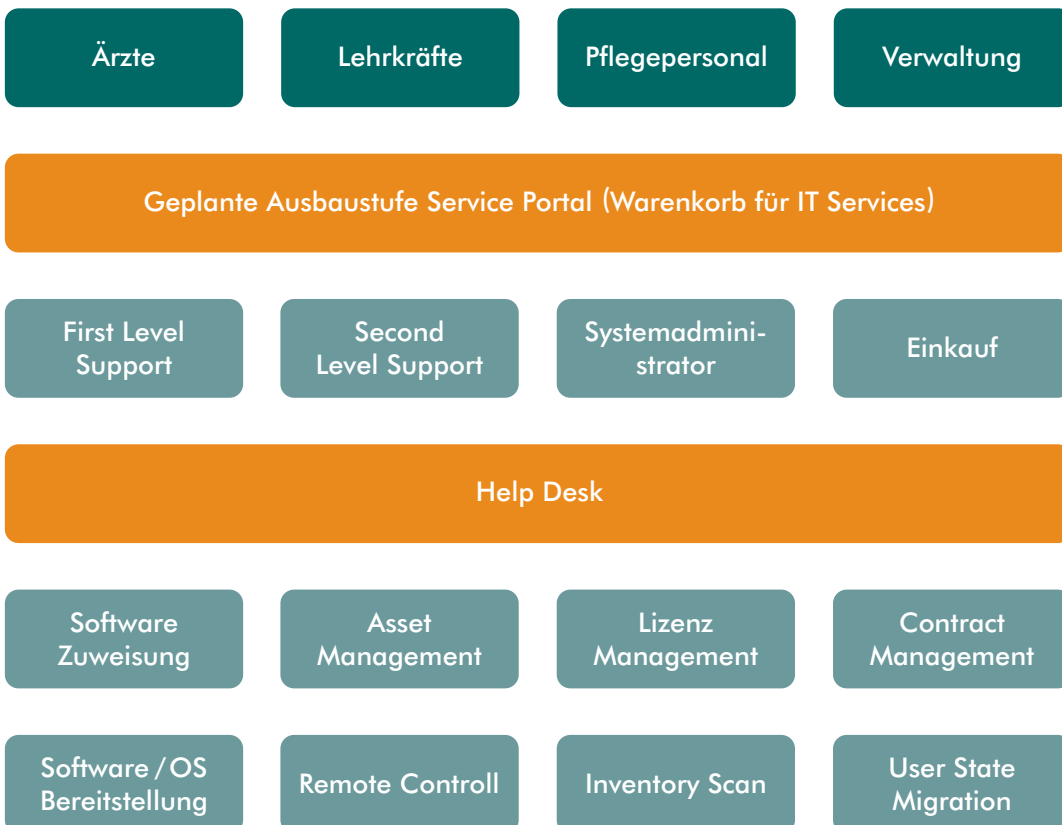 Ärzte
Lehrkräfte
Pflegepersonal
Verwaltung
Geplante Ausbaustufe Service Portal (Warenkorb für IT Services)
First Level
Support
Second
Level Support
Systemadmini-
strator
Einkauf
Help Desk
Software
Zuweisung
Asset
Management
Lizenz
Management
Contract
Management
Software / OS
Bereitstellung
Remote Controll
Inventory Scan
User State
Migration